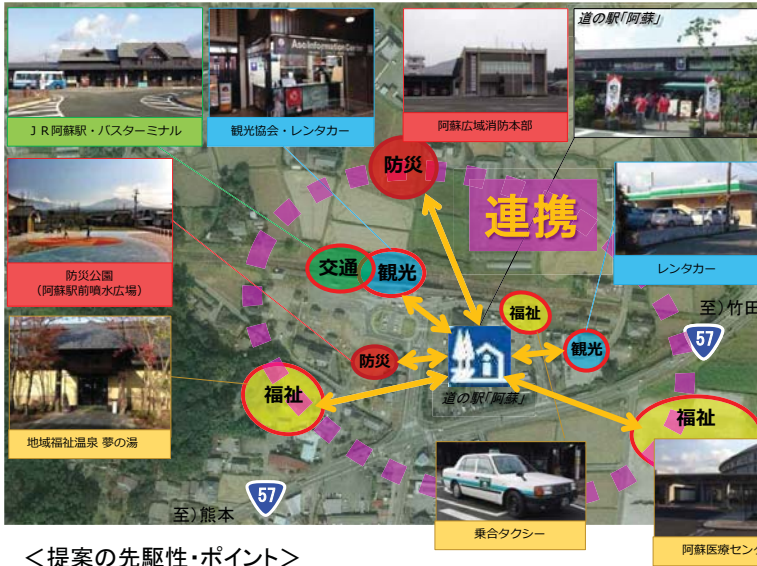 道の駅「阿蘇」
Aso Information Center
ＪＲ阿蘇駅・バスターミナル
観光協会・レンタカー
阿蘇広域消防本部
防災
連携
交通
観光
レンタカー
防災公園
（阿蘇駅前噴水広場）
福祉
至）竹田
57
観光
防災
福祉
道の駅「阿蘇」
福祉
地域福祉温泉 夢の湯
57
至）熊本
乗合タクシー
阿蘇医療セン
＜提案の先駆性・ポイント＞